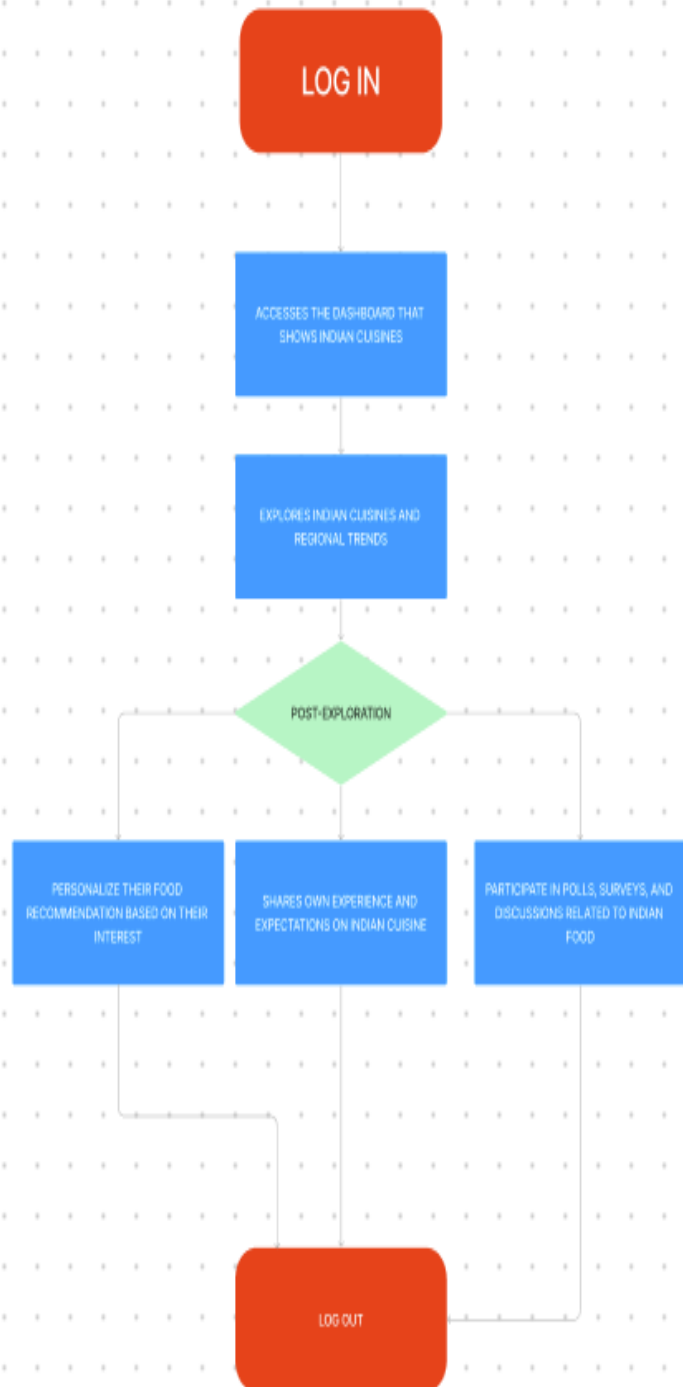 LOG IN
ACCESSES THE DASHBOARD THAT
SHOWS INDIAN CUISINES
EXPLORES INDIAN CUISINES AND
REGIONAL TRENDS
POST-EXPLORATION
PERSONALIZE THEIR FOOD
RECOMMENDATION BASED ON THEIR
INTEREST
SHARES OWN EXPERIENCE AND
EXPECTATIONS ON INDIAN CUISINE
PARTICIPATE IN POLLS, SURVEYS, AND
DISCUSSIONS RELATED TO INDIAN
FOOD
LOG OUT